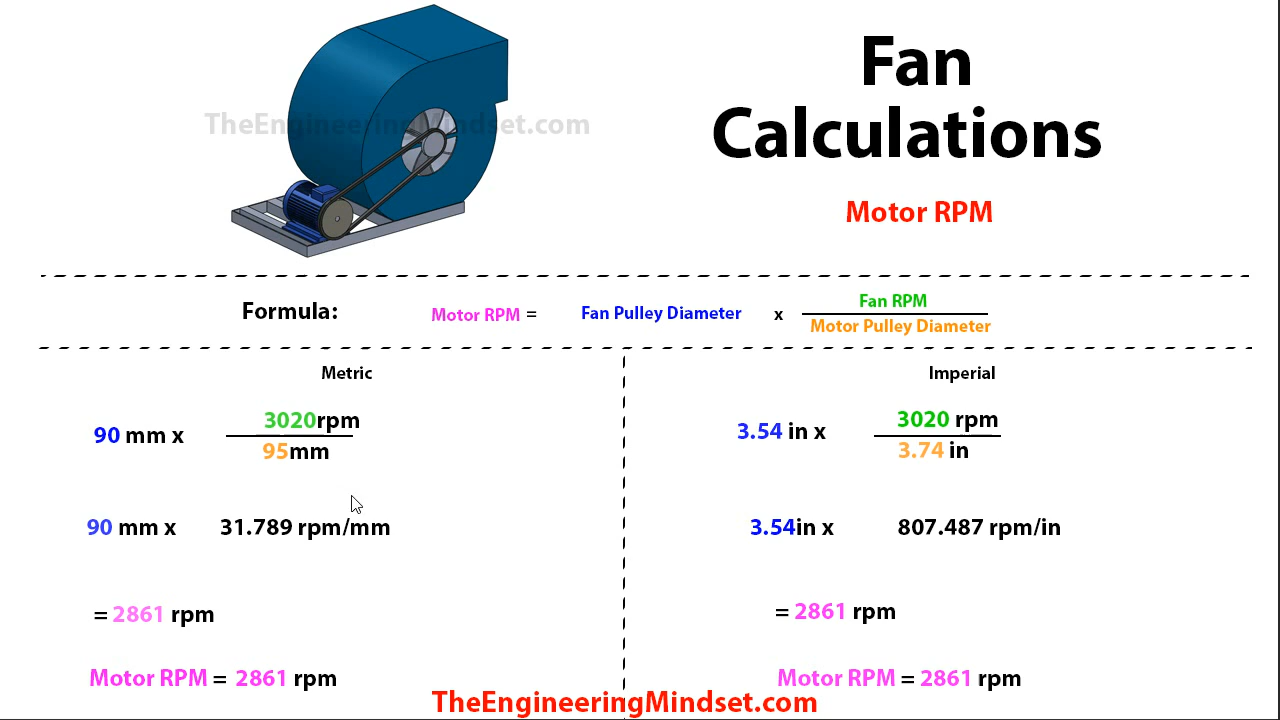 Fan
Calculations
TheEngineeringMindset.com
Motor RPM
Formula: Motor RPM = Fan Pulley Diameter x Fan RPM
Motor Pulley Diameter
Metric
90 mm x 3020rpm
95mm
90 mm x 31.789 rpm/mm
= 2861 rpm
Motor RPM = 2861 rpm
Imperial
3.54 in x 3020 rpm
3.74 in
3.54in x 807.487 rpm/in
= 2861 rpm
Motor RPM = 2861 rpm
TheEngineeringMindset.com